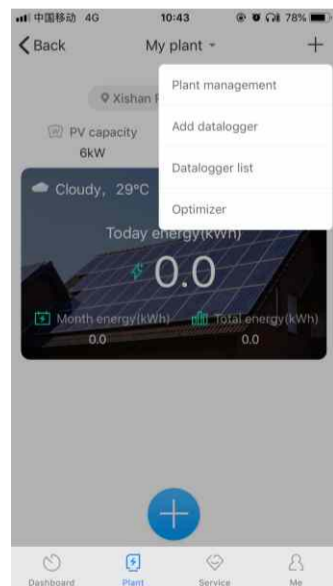 中国移动 4G 10:43 78%
Back My plant +
Plant management
Xishan
Add datalogger
PV capacity
6kW
Datalogger list
Cloudy, 29°C
Optimizer
Today energy(kWh)
0.0
Month energy(kWh) Total energy(kWh)
0.0 0.0
Dashboard Plant Service Me